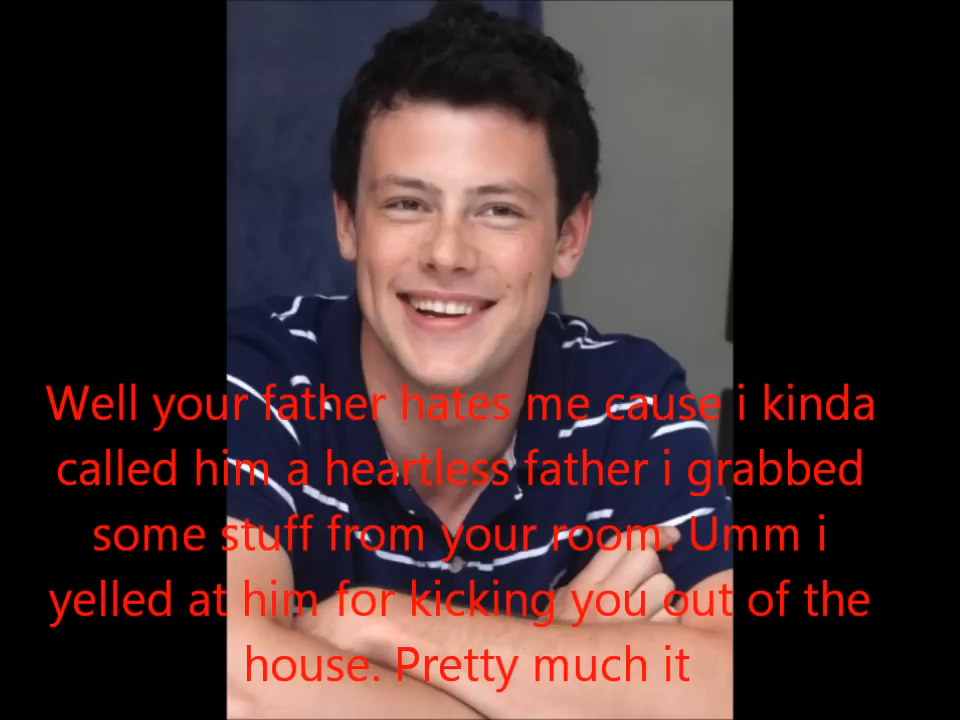 Well your father hates me cause i kinda
called him a heartless father i grabbed
some stuff from your room. Umm i
yelled at him for kicking you out of the
house. Pretty much it